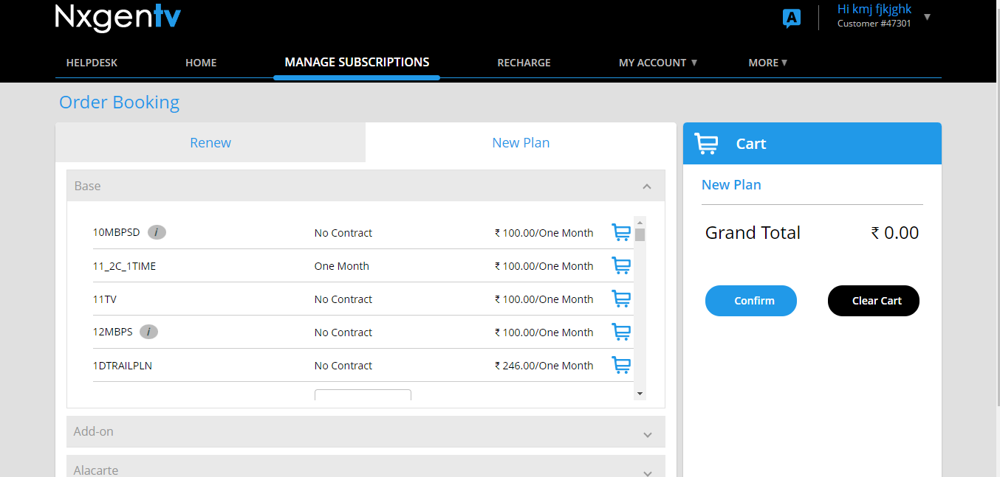 Nxgentv
A
Hi kmj fjkjghk
Customer #47301
HELPDESK HOME MANAGE SUBSCRIPTIONS RECHARGE MY ACCOUNT ▼ MORE ▼
Order Booking
Renew New Plan
Base
10MBPSD i No Contract ₹ 100.00/One Month
11_2C_1TIME One Month ₹ 100.00/One Month
11TV No Contract ₹ 100.00/One Month
12MBPS i No Contract ₹ 100.00/One Month
1DTRAILPLN No Contract ₹ 246.00/One Month
Add-on
Alacarte
Cart
New Plan
Grand Total ₹ 0.00
Confirm Clear Cart